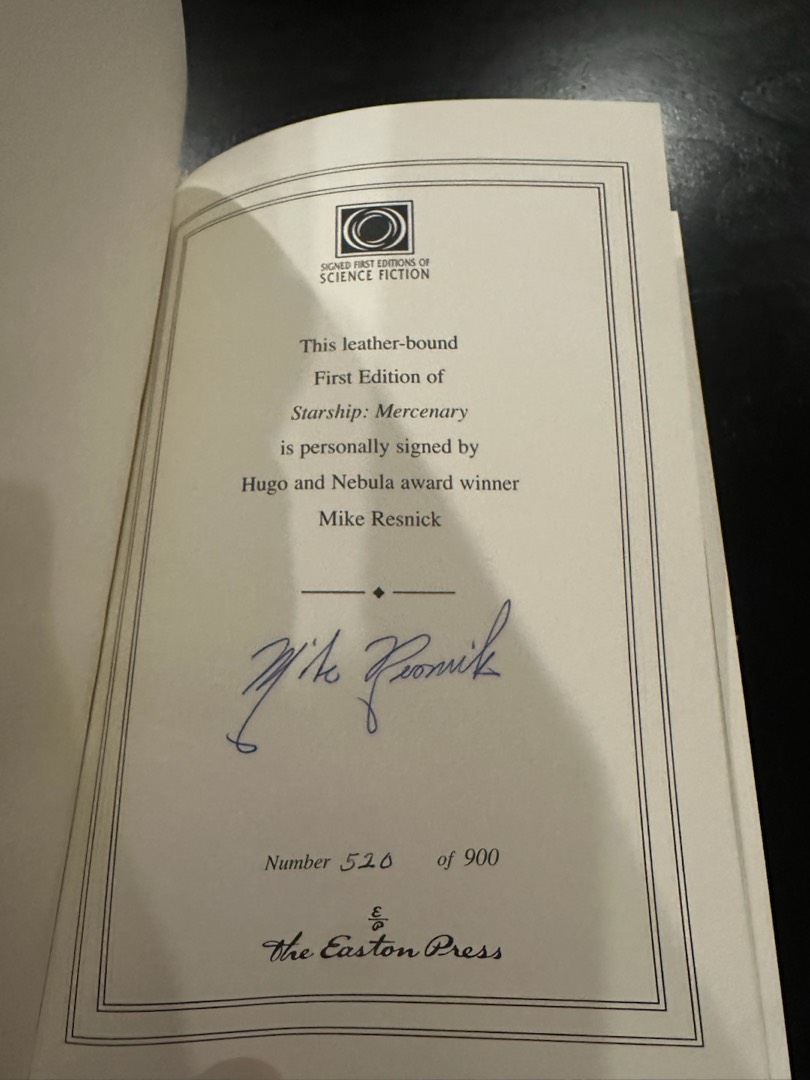 SIGNED FIRST EDITIONS OF
SCIENCE FICTION
This leather-bound
First Edition of
Starship: Mercenary
is personally signed by
Hugo and Nebula award winner
Mike Resnick
Mike Resnick
Number 520 of 900
EP
The Easton Press